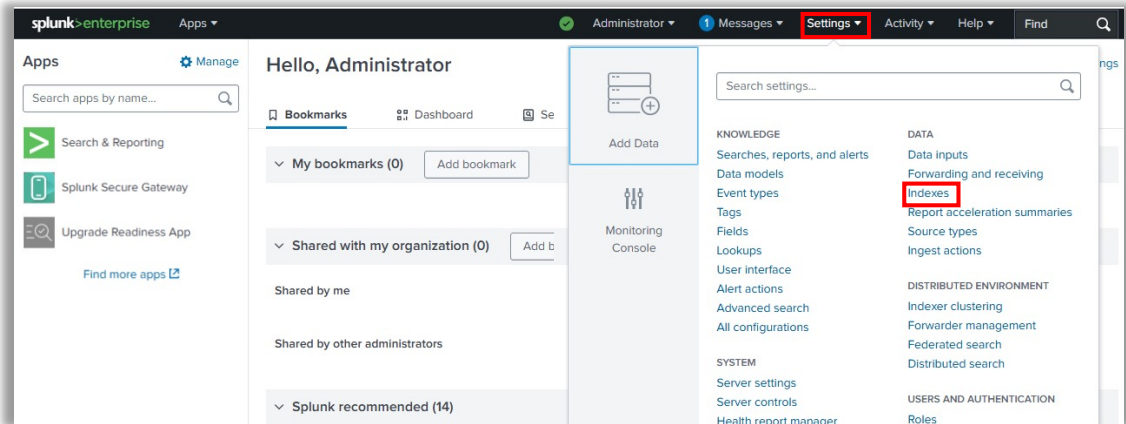 splunk>enterprise Apps ▾ Administrator ▾ 1 Messages ▾ Settings ▾ Activity ▾ Help ▾ Find
Apps
Manage
Search apps by name...
Search & Reporting
Splunk Secure Gateway
Upgrade Readiness App
Find more apps
Hello, Administrator
Bookmarks Dashboard Se
My bookmarks (0) Add bookmark
Shared with my organization (0) Add b
Shared by me
Shared by other administrators
Splunk recommended (14)
Add Data
Monitoring
Console
ngs
Search settings...
KNOWLEDGE
Searches, reports, and alerts
Data models
Event types
Tags
Fields
Lookups
User interface
Alert actions
Advanced search
All configurations
SYSTEM
Server settings
Server controls
Health report manager
DATA
Data inputs
Forwarding and receiving
Indexes
Report acceleration summaries
Source types
Ingest actions
DISTRIBUTED ENVIRONMENT
Indexer clustering
Forwarder management
Federated search
Distributed search
USERS AND AUTHENTICATION
Roles